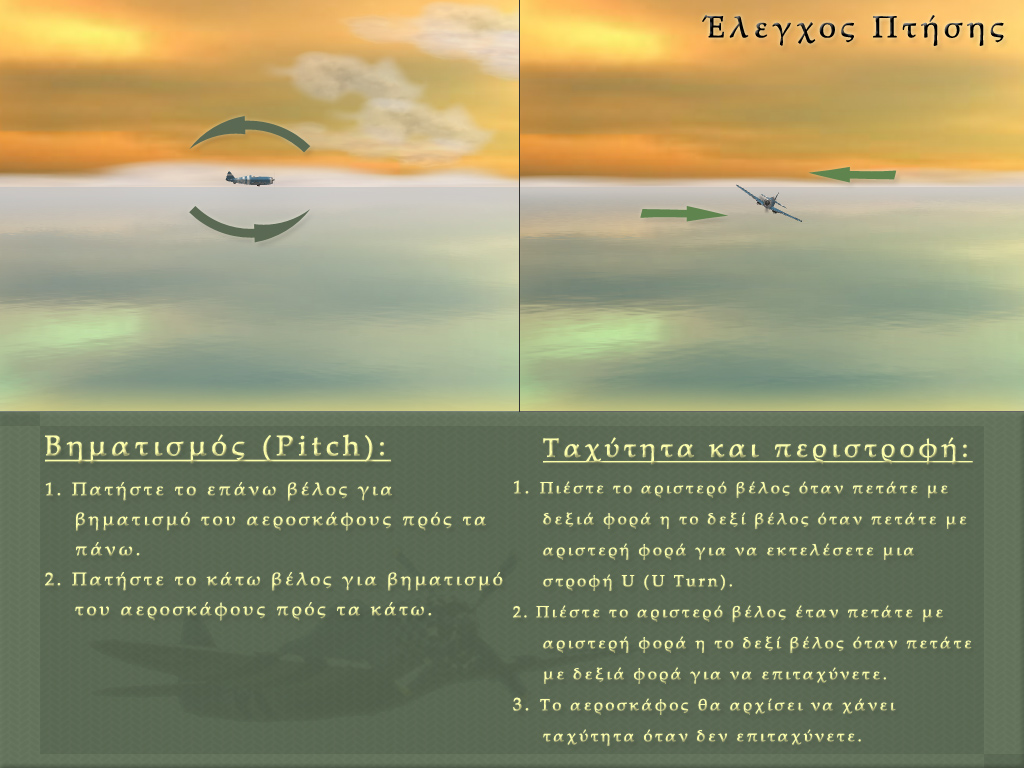 Έλεγχος Πτήσης
Βηματισμός (Pitch):
1. Πατήστε το επάνω βέλος για
βηματισμό του αεροσκάφους πρός τα
πάνω.
2. Πατήστε το κάτω βέλος για βηματισμό
του αεροσκάφους πρός τα κάτω.
Ταχύτητα και περιστροφή:
1. Πιέστε το αριστερό βέλος όταν πετάτε με
δεξιά φορά η το δεξί βέλος όταν πετάτε με
αριστερή φορά για να εκτελέσετε μια
στροφή U (U Turn).
2. Πιέστε το αριστερό βέλος έταν πετάτε με
αριστερή φορά η το δεξί βέλος όταν πετάτε
με δεξιά φορά για να επιταχύνετε.
3. Το αεροσκάφος θα αρχίσει να χάνει
ταχύτητα όταν δεν επιταχύνετε.